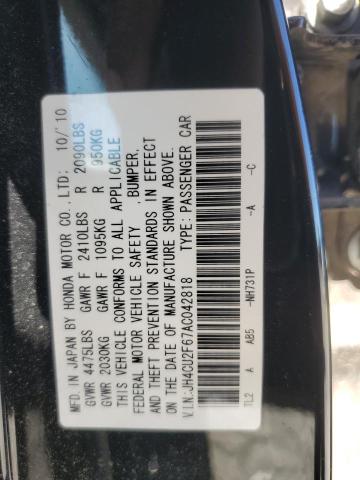 MFD. IN JAPAN BY HONDA MOTOR CO.,LTD: 10/'10
GVWR 4475LBS GAWR F 2410LBS R 2090LBS
GVWR 2030KG GAWR F 1095KG R 950KG
THIS VEHICLE CONFORMS TO ALL APPLICABLE
FEDERAL MOTOR VEHICLE SAFETY ,BUMPER,
AND THEFT PREVENTION STANDARDS IN EFFECT
ON THE DATE OF MANUFACTURE SHOWN ABOVE.
V.I.N:JH4CU2F67AC042818 TYPE: PASSENGER CAR
TL2 A AB5 -NH731P -A -C